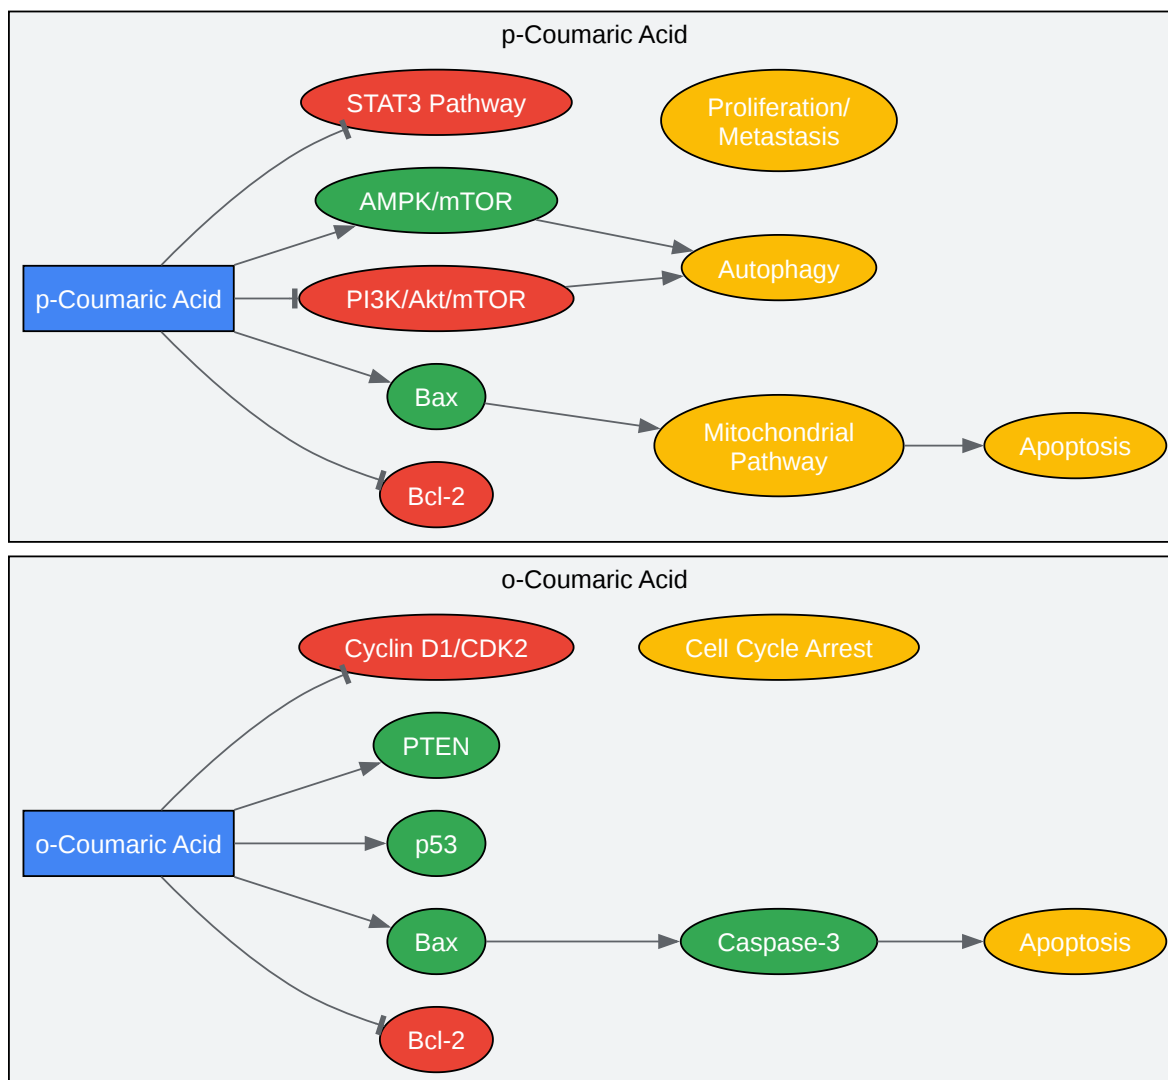 p-Coumaric Acid
STAT3 Pathway
Proliferation/
Metastasis
AMPK/mTOR
Autophagy
p-Coumaric Acid
PI3K/Akt/mTOR
Bax
Mitochondrial
Pathway
Apoptosis
Bcl-2
o-Coumaric Acid
Cyclin D1/CDK2
Cell Cycle Arrest
PTEN
o-Coumaric Acid
p53
Bax
Caspase-3
Apoptosis
Bcl-2